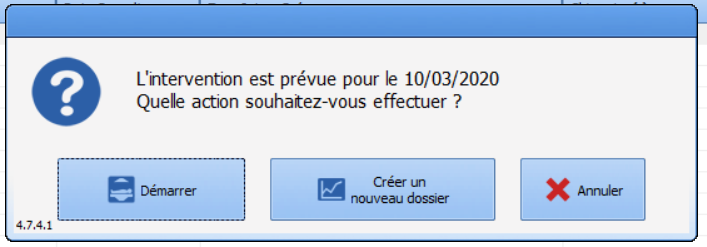 L'intervention est prévue pour le 10/03/2020
Quelle action souhaitez-vous effectuer ?
Démarrer
Créer un
nouveau dossier
Annuler
4.7.4.1